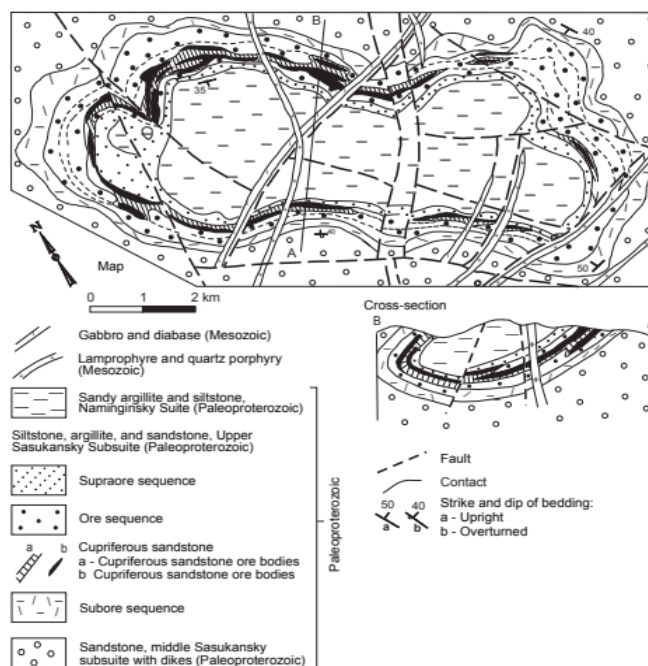 B
40
35
40
A
50
N
Map
0 1 2 km
Cross-section
B
Gabbro and diabase (Mesozoic)
Lamprophyre and quartz porphyry
(Mesozoic)
Sandy argillite and siltstone,
Naminginsky Suite (Paleoproterozoic)
Siltstone, argillite, and sandstone, Upper
Sasukansky Subsuite (Paleoproterozoic)
Supraore sequence
Ore sequence
a b Cupriferous sandstone
a - Cupriferous sandstone ore bodies
b Cupriferous sandstone ore bodies
Subore sequence
Sandstone, middle Sasukansky
subsuite with dikes (Paleoproterozoic)
Paleoproterozoic
Fault
Contact
50 40 Strike and dip of bedding:
a a - Upright
b b - Overturned